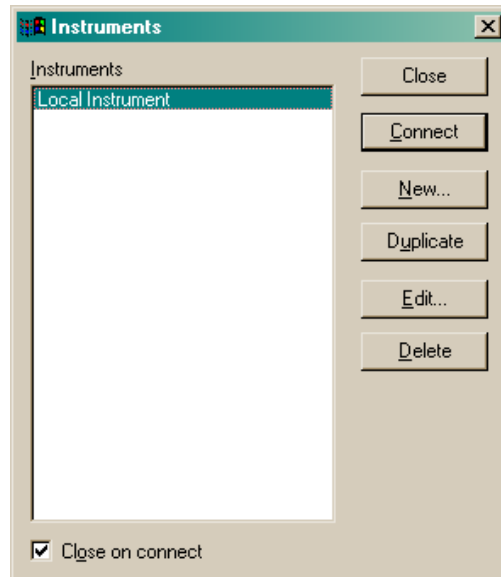 Instruments
Instruments
Local Instrument
Close
Connect
New...
Duplicate
Edit...
Delete
Close on connect